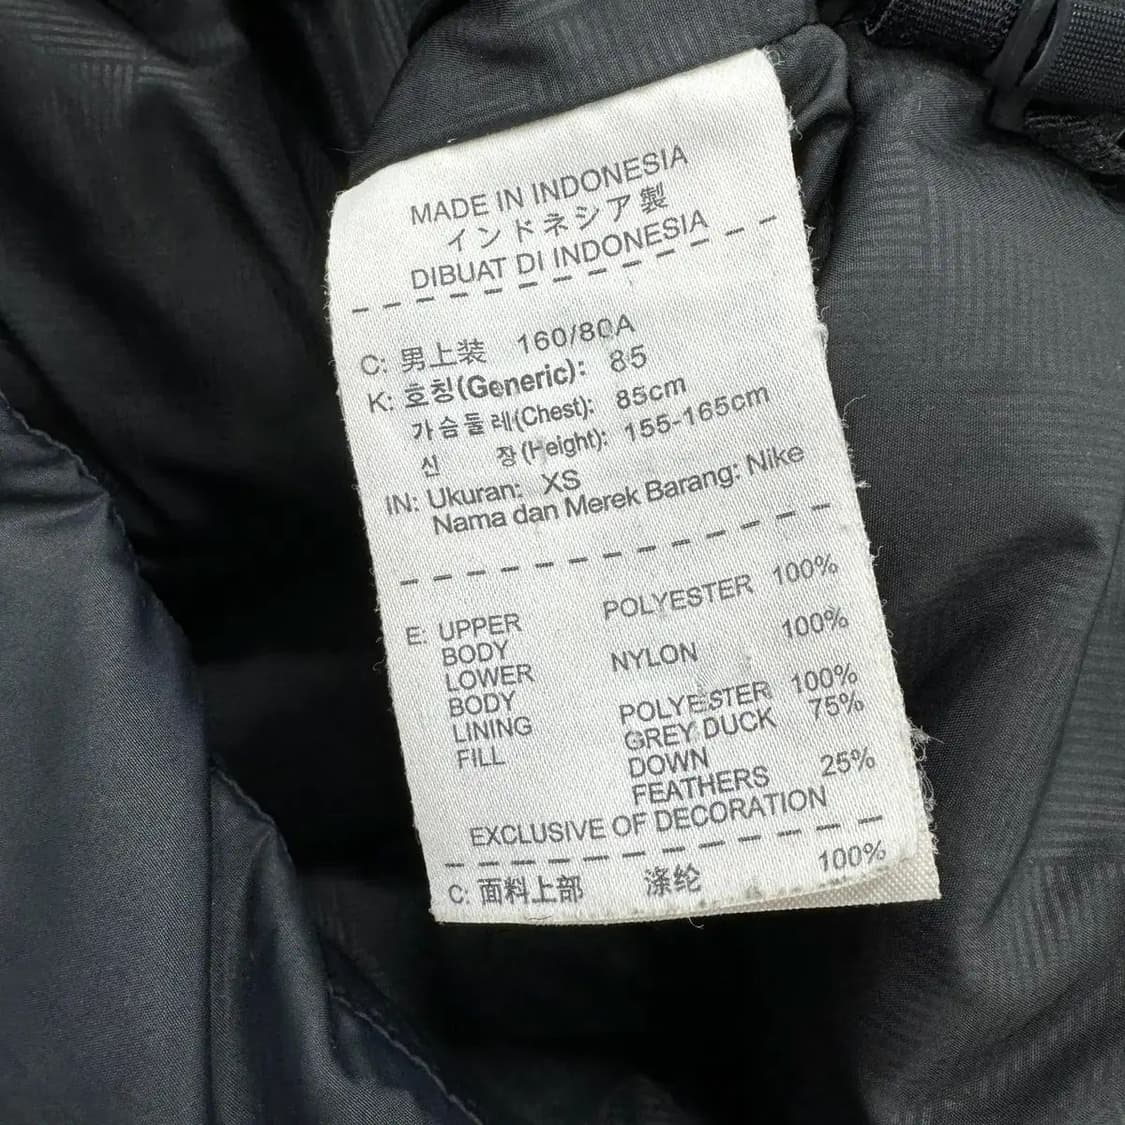 MADE IN INDONESIA
インドネシア製
DIBUAT DI INDONESIA
C: 男上装 160/80A
K: 호칭(Generic): 85
가슴둘레(Chest): 85cm
신 장(Height): 155-165cm
IN: Ukuran: XS
Nama dan Merek Barang: Nike
E: UPPER BODY POLYESTER 100%
LOWER BODY NYLON 100%
LINING POLYESTER 100%
FILL GREY DUCK DOWN 75%
FEATHERS 25%
EXCLUSIVE OF DECORATION
C: 面料上部 涤纶 100%